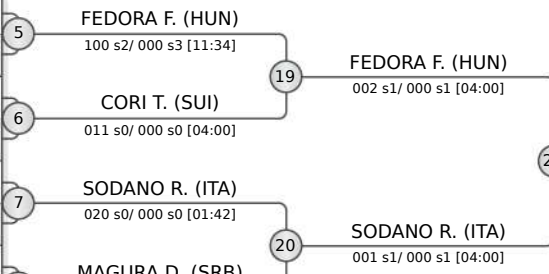 FEDORA F. (HUN)
5
100 s2/ 000 s3 [11:34]
19
FEDORA F. (HUN)
002 s1/ 000 s1 [04:00]
CORI T. (SUI)
6
011 s0/ 000 s0 [04:00]
SODANO R. (ITA)
7
020 s0/ 000 s0 [01:42]
20
SODANO R. (ITA)
001 s1/ 000 s1 [04:00]
MAGURA D. (SRB)